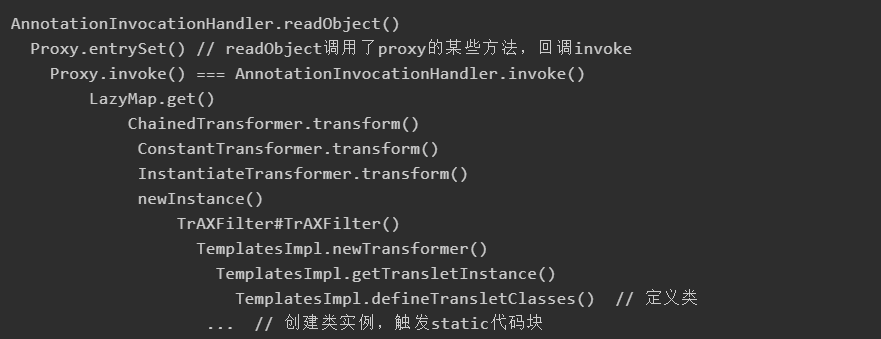 AnnotationInvocationHandler.readObject()
Proxy.entrySet() // readObject调用了proxy的某些方法，回调invoke
Proxy.invoke() === AnnotationInvocationHandler.invoke()
LazyMap.get()
ChainedTransformer.transform()
ConstantTransformer.transform()
InstantiateTransformer.transform()
newInstance()
TrAXFilter#TrAXFilter()
TemplatesImpl.newTransformer()
TemplatesImpl.getTransletInstance()
TemplatesImpl.defineTransletClasses() // 定义类
... // 创建类实例，触发static代码块